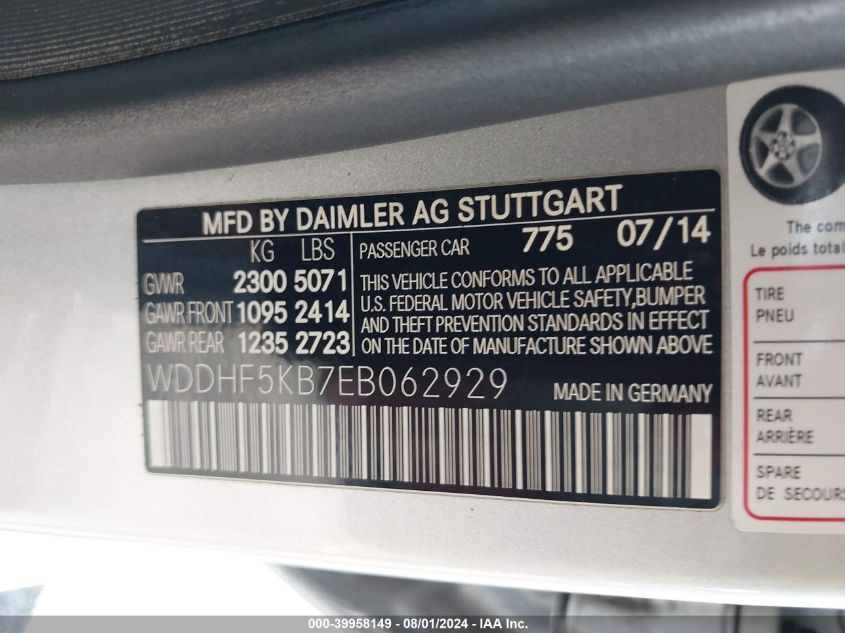 MFD BY DAIMLER AG STUTTGART
KG LBS
GVWR 2300 5071
GAWR FRONT 1095 2414
GAWR REAR 1235 2723
PASSENGER CAR 775 07/14
THIS VEHICLE CONFORMS TO ALL APPLICABLE
U.S. FEDERAL MOTOR VEHICLE SAFETY,BUMPER
AND THEFT PREVENTION STANDARDS IN EFFECT
ON THE DATE OF MANUFACTURE SHOWN ABOVE
WDDHF5KB7EB062929
MADE IN GERMANY
The com
Le poids total
TIRE
PNEU
FRONT
AVANT
REAR
ARRIÈRE
SPARE
DE SECOURS
000-39958149 - 08/01/2024 - IAA Inc.